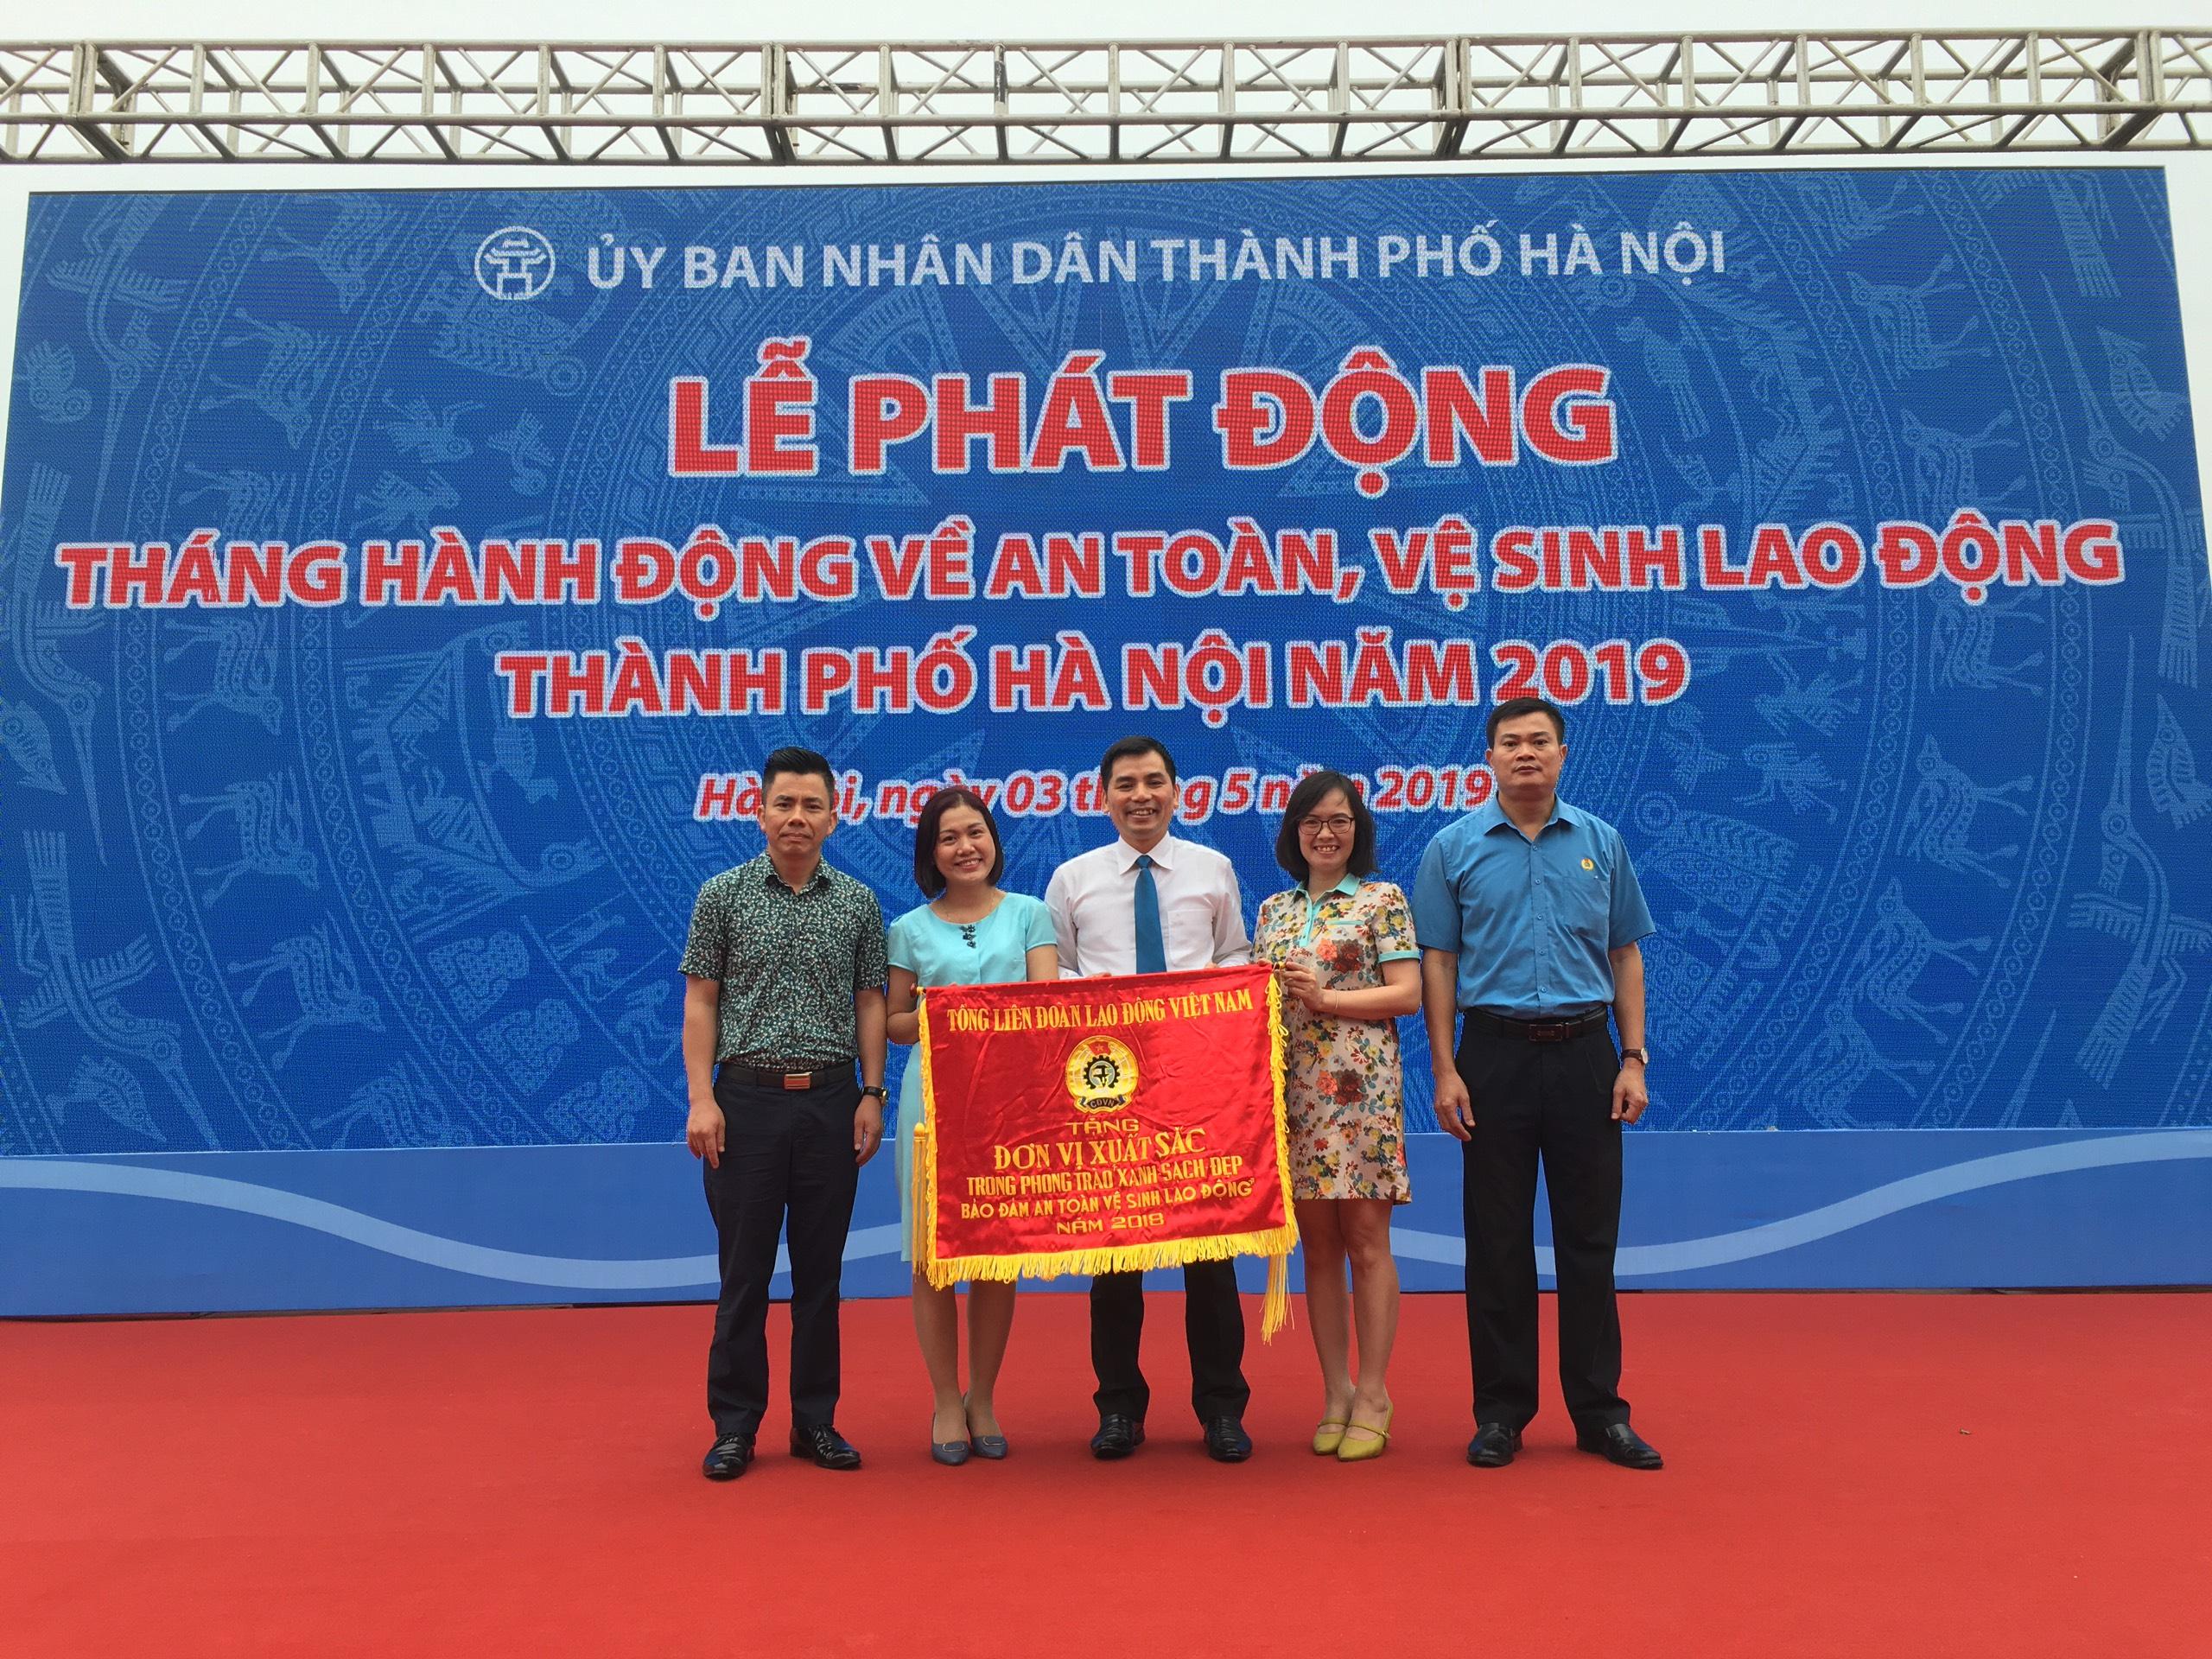 ỦY BAN NHÂN DÂN THÀNH PHỐ HÀ NỘI
LỄ PHÁT ĐỘNG
THÁNG HÀNH ĐỘNG VỀ AN TOÀN, VỆ SINH LAO ĐỘNG
THÀNH PHỐ HÀ NỘI NĂM 2019
ngày 03 5 2019
TỔNG LIÊN ĐOÀN LAO ĐỘNG VIỆT NAM
CĐVN
TẶNG
ĐƠN VỊ XUẤT SẮC
TRONG PHONG TRÀO "XANH SẠCH ĐẸP
BẢO ĐẢM AN TOÀN VỆ SINH LAO ĐỘNG"
NĂM 2018